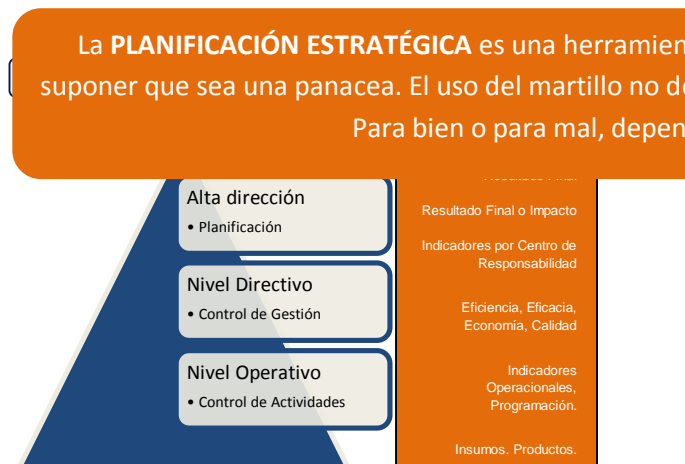 La PLANIFICACIÓN ESTRATÉGICA es una herramien
suponer que sea una panacea. El uso del martillo no de
Para bien o para mal, depen
Alta dirección
• Planificación
Nivel Directivo
• Control de Gestión
Nivel Operativo
• Control de Actividades
Resultado Final
Resultado Final o Impacto
Indicadores por Centro de
Responsabilidad
Eficiencia, Eficacia,
Economía, Calidad
Indicadores
Operacionales,
Programación.
Insumos. Productos.